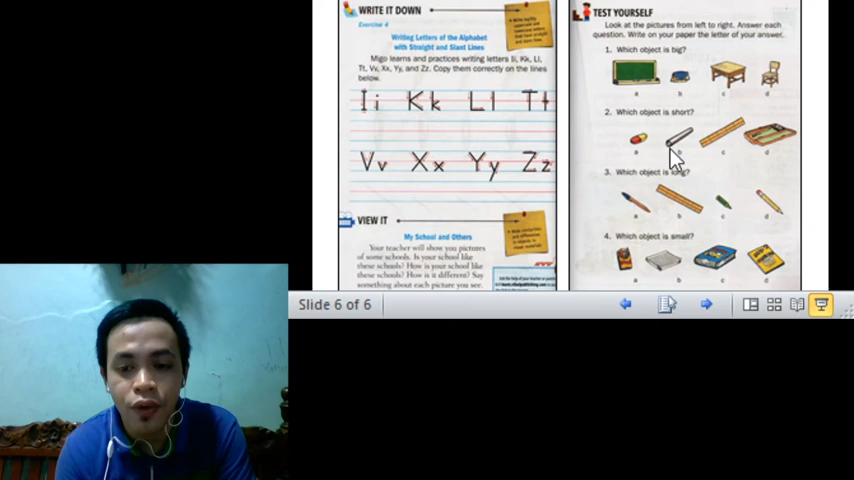 WRITE IT DOWN
Exercise 4
Writing Letters of the Alphabet
with Straight and Slant Lines
Migo learns and practices writing letters Ii, Kk, Ll,
Tt, Vv, Xx, Yy, and Zz. Copy them correctly on the lines
below.
Ii Kk Ll Tt
Vv Xx Yy Zz
VIEW IT
My School and Others
Your teacher will show you pictures
of some schools. Is your school like
these schools? How is your school like
these schools? How is it different? Say
something about each picture you see.
TEST YOURSELF
Look at the pictures from left to right. Answer each
question. Write on your paper the letter of your answer.
1. Which object is big?
a b c d
2. Which object is short?
a b c d
3. Which object is long?
a b c d
4. Which object is small?
a b c d
Slide 6 of 6